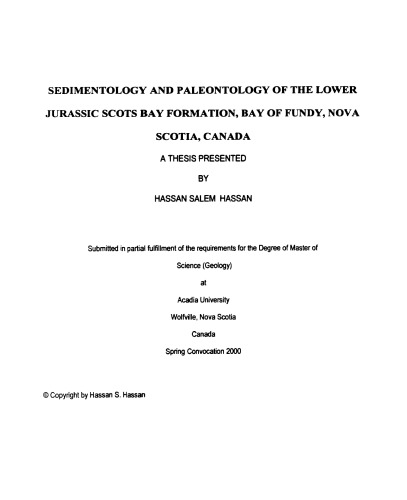 SEDIMENTOLOGY AND PALEONTOLOGY OF THE LOWER
JURASSIC SCOTS BAY FORMATION, BAY OF FUNDY, NOVA
SCOTIA, CANADA
A THESIS PRESENTED
BY
HASSAN SALEM HASSAN
Submitted in partial fulfillment of the requirements for the Degree of Master of
Science (Geology)
at
Acadia University
Wolfville, Nova Scotia
Canada
Spring Convocation 2000
© Copyright by Hassan S. Hassan